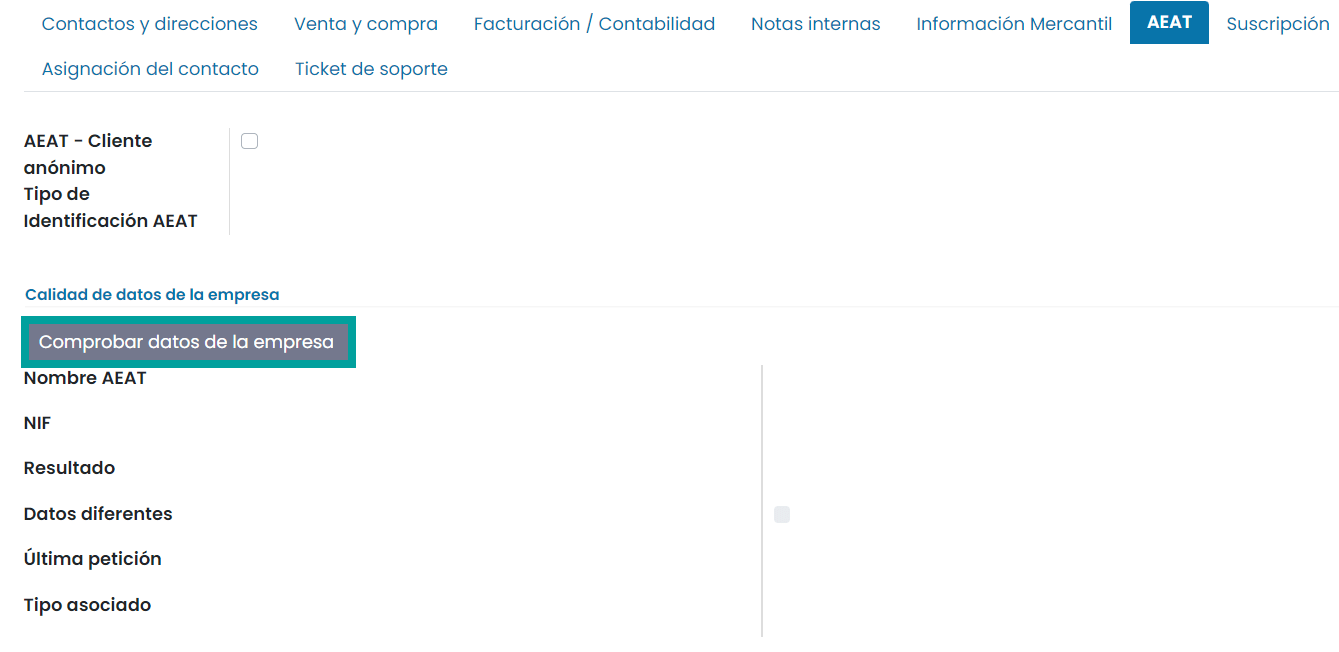 Contactos y direcciones Venta y compra Facturación / Contabilidad Notas internas Información Mercantil AEAT Suscripción
Asignación del contacto Ticket de soporte
AEAT - Cliente
anónimo
Tipo de
Identificación AEAT
Calidad de datos de la empresa
Comprobar datos de la empresa
Nombre AEAT
NIF
Resultado
Datos diferentes
Última petición
Tipo asociado